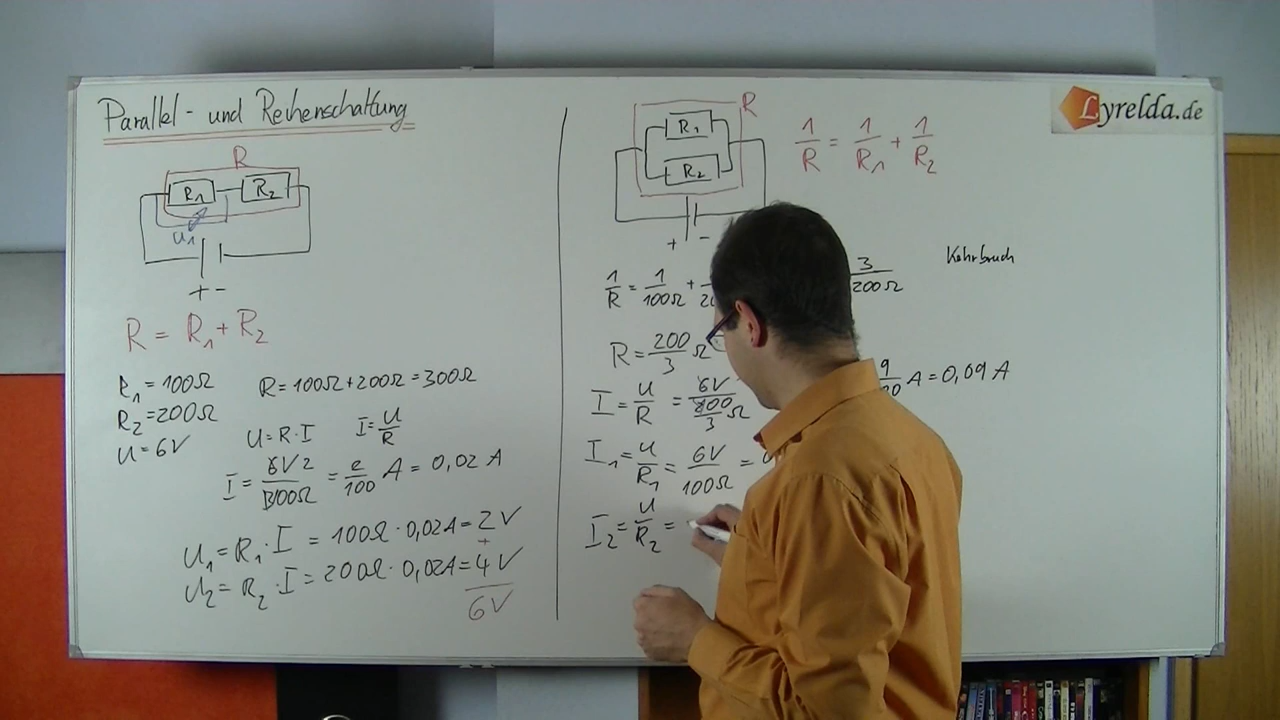 Parallel- und Reihenschaltung
R
R1 R2
U1
+ -
R = R1 + R2
R1 = 100Ω
R2 = 200Ω
U = 6V
R = 100Ω + 200Ω = 300Ω
U = R · I I = U/R
I = 6V 2/300Ω = 2/100 A = 0,02 A
U1 = R1 · I = 100Ω · 0,02A = 2V
+
U2 = R2 · I = 200Ω · 0,02A = 4V
6V
Lyrelda.de
R
R1
R2
+ -
1/R = 1/R1 + 1/R2
1/R = 1/100Ω + 3/200Ω
Kehrbruch
R = 200/3 Ω
I = U/R = 6V / 200/3 Ω A = 0,09 A
I1 = U/R1 = 6V/100Ω =
I2 = U/R2 =